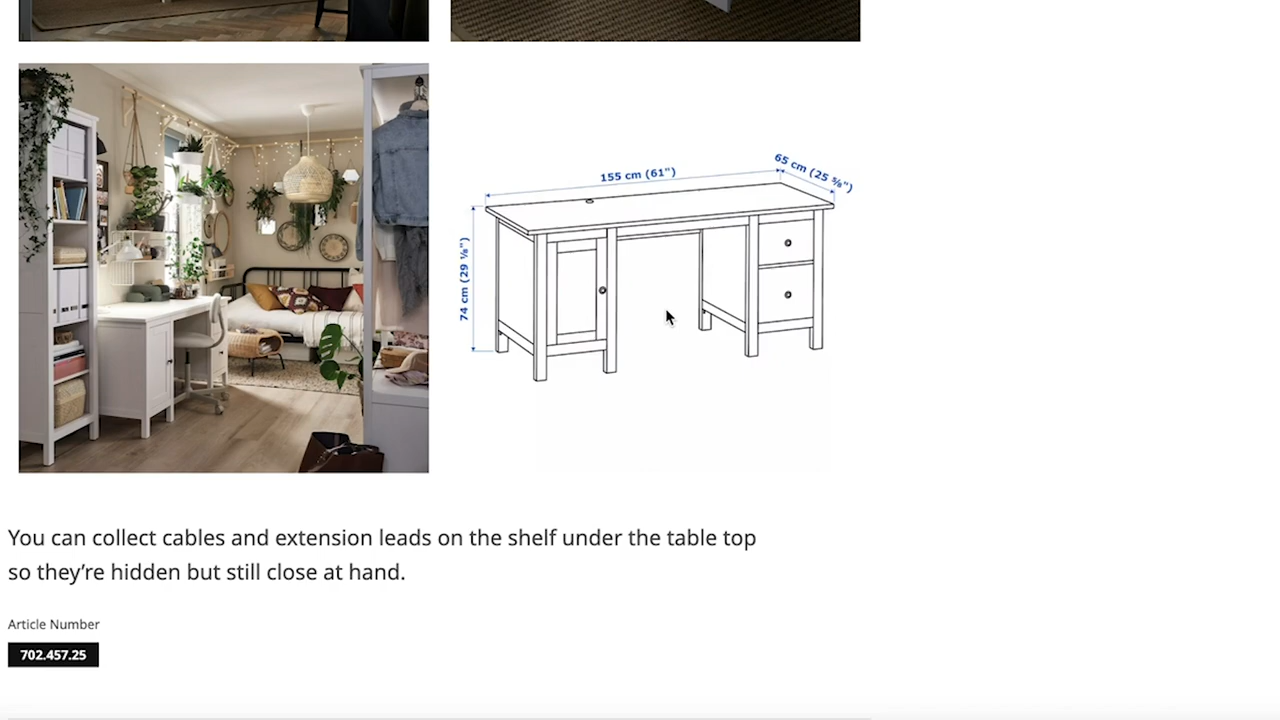 155 cm (61")
65 cm (25 ⅝")
74 cm (29 ⅛")
You can collect cables and extension leads on the shelf under the table top
so they’re hidden but still close at hand.
Article Number
702.457.25